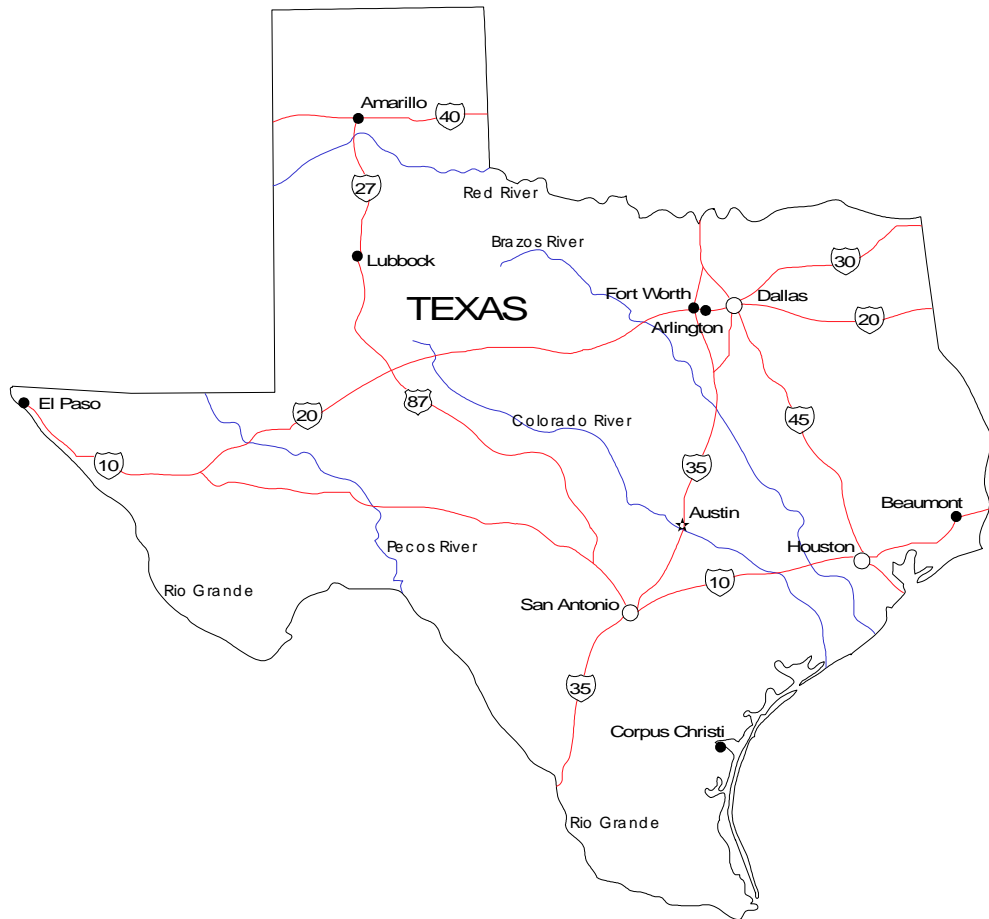 Amarillo
40
27
Red River
Brazos River
Lubbock
30
TEXAS
Fort Worth
Dallas
Arlington
20
El Paso
87
20
Colorado River
45
10
35
Beaumont
Austin
Pecos River
Houston
Rio Grande
10
San Antonio
35
Corpus Christi
Rio Grande